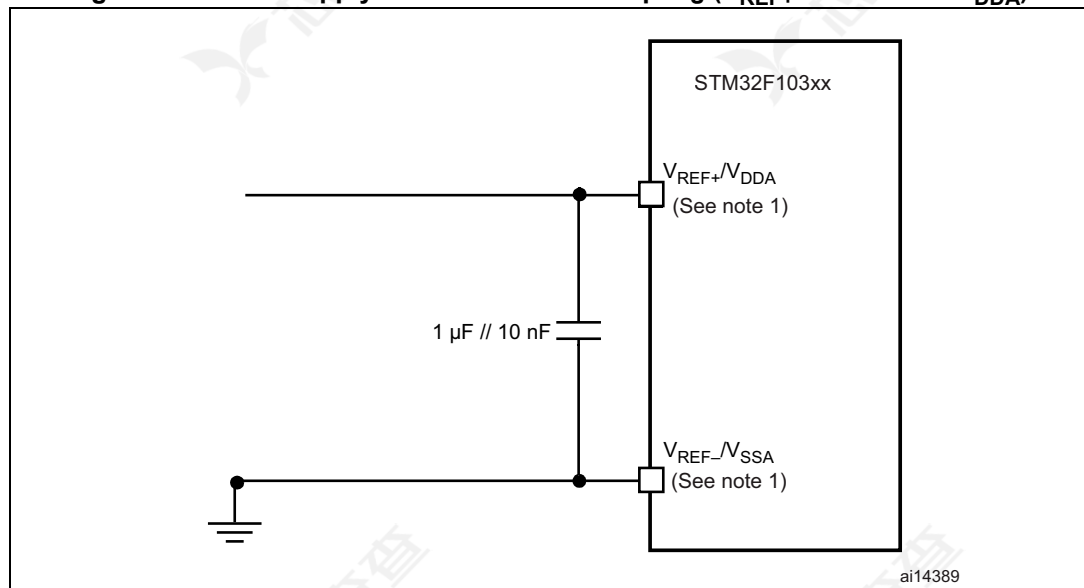 STM32F103xx
VREF+/VDDA
(See note 1)
1 µF // 10 nF
VREF–/VSSA
(See note 1)
ai14389